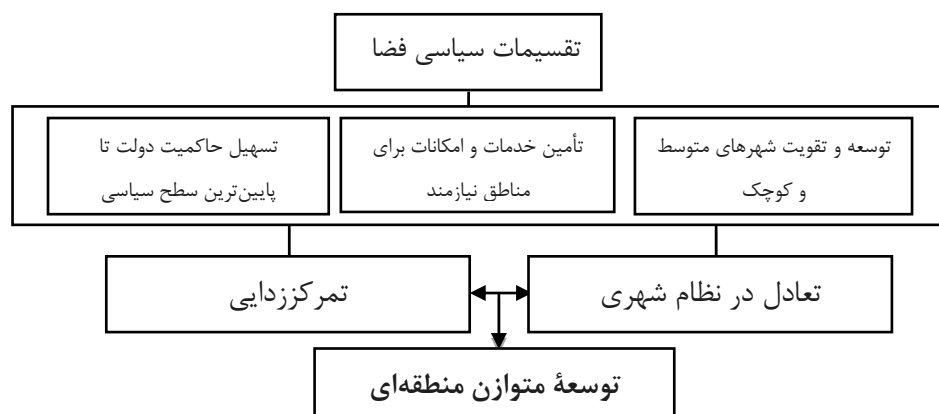 تقسیمات سیاسی فضا
توسعه و تقویت شهرهای متوسط
و کوچک
تأمین خدمات و امکانات برای
مناطق نیازمند
تسهیل حاکمیت دولت تا
پایین‌ترین سطح سیاسی
تعادل در نظام شهری
تمرکززدایی
توسعهٔ متوازن منطقه‌ای